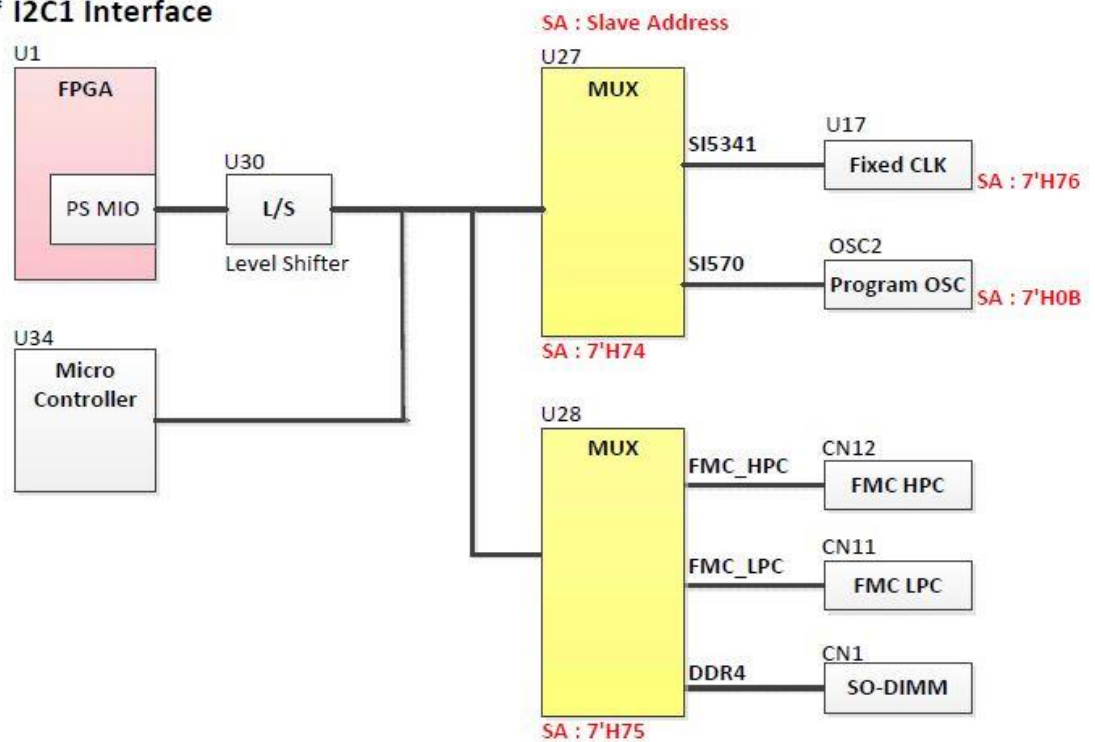 I2C1 Interface
SA : Slave Address
U1
FPGA
PS MIO
U30
L/S
Level Shifter
U34
Micro
Controller
U27
MUX
SI5341
SI570
SA : 7'H74
U17
Fixed CLK
SA : 7'H76
OSC2
Program OSC
SA : 7'H0B
U28
MUX
FMC_HPC
FMC_LPC
DDR4
SA : 7'H75
CN12
FMC HPC
CN11
FMC LPC
CN1
SO-DIMM